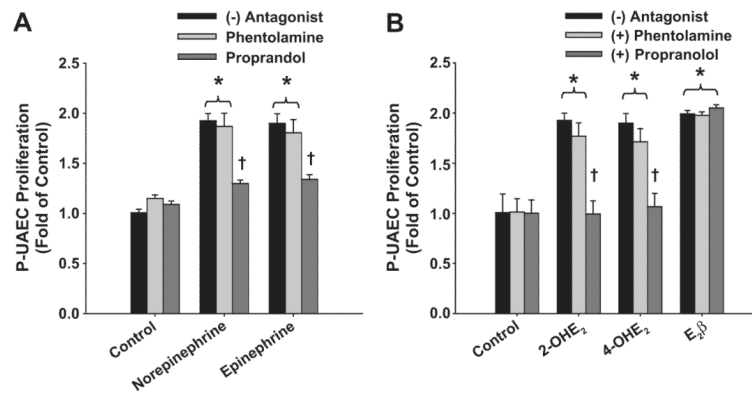 A
(-) Antagonist
Phentolamine
Proprandol
P-UAEC Proliferation
(Fold of Control)
2.5
2.0
1.5
1.0
0.5
0.0
*
*
†
†
Control
Norepinephrine
Epinephrine
B
(-) Antagonist
(+) Phentolamine
(+) Propranolol
P-UAEC Proliferation
(Fold of Control)
2.5
2.0
1.5
1.0
0.5
0.0
*
*
*
†
†
Control
2-OHE₂
4-OHE₂
E₂β